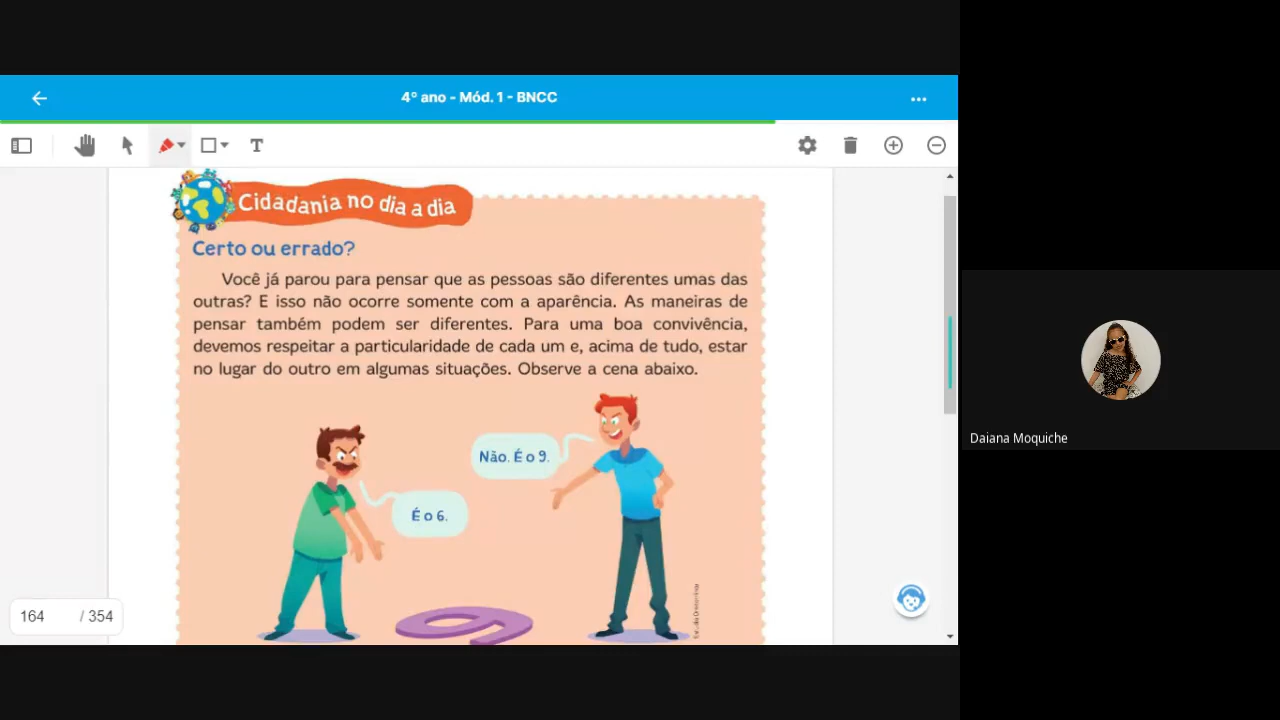 4º ano - Mód. 1 - BNCC
T
Cidadania no dia a dia
Certo ou errado?
Você já parou para pensar que as pessoas são diferentes umas das
outras? E isso não ocorre somente com a aparência. As maneiras de
pensar também podem ser diferentes. Para uma boa convivência,
devemos respeitar a particularidade de cada um e, acima de tudo, estar
no lugar do outro em algumas situações. Observe a cena abaixo.
Não. É o 9.
É o 6.
164 / 354
Daiana Moquiche